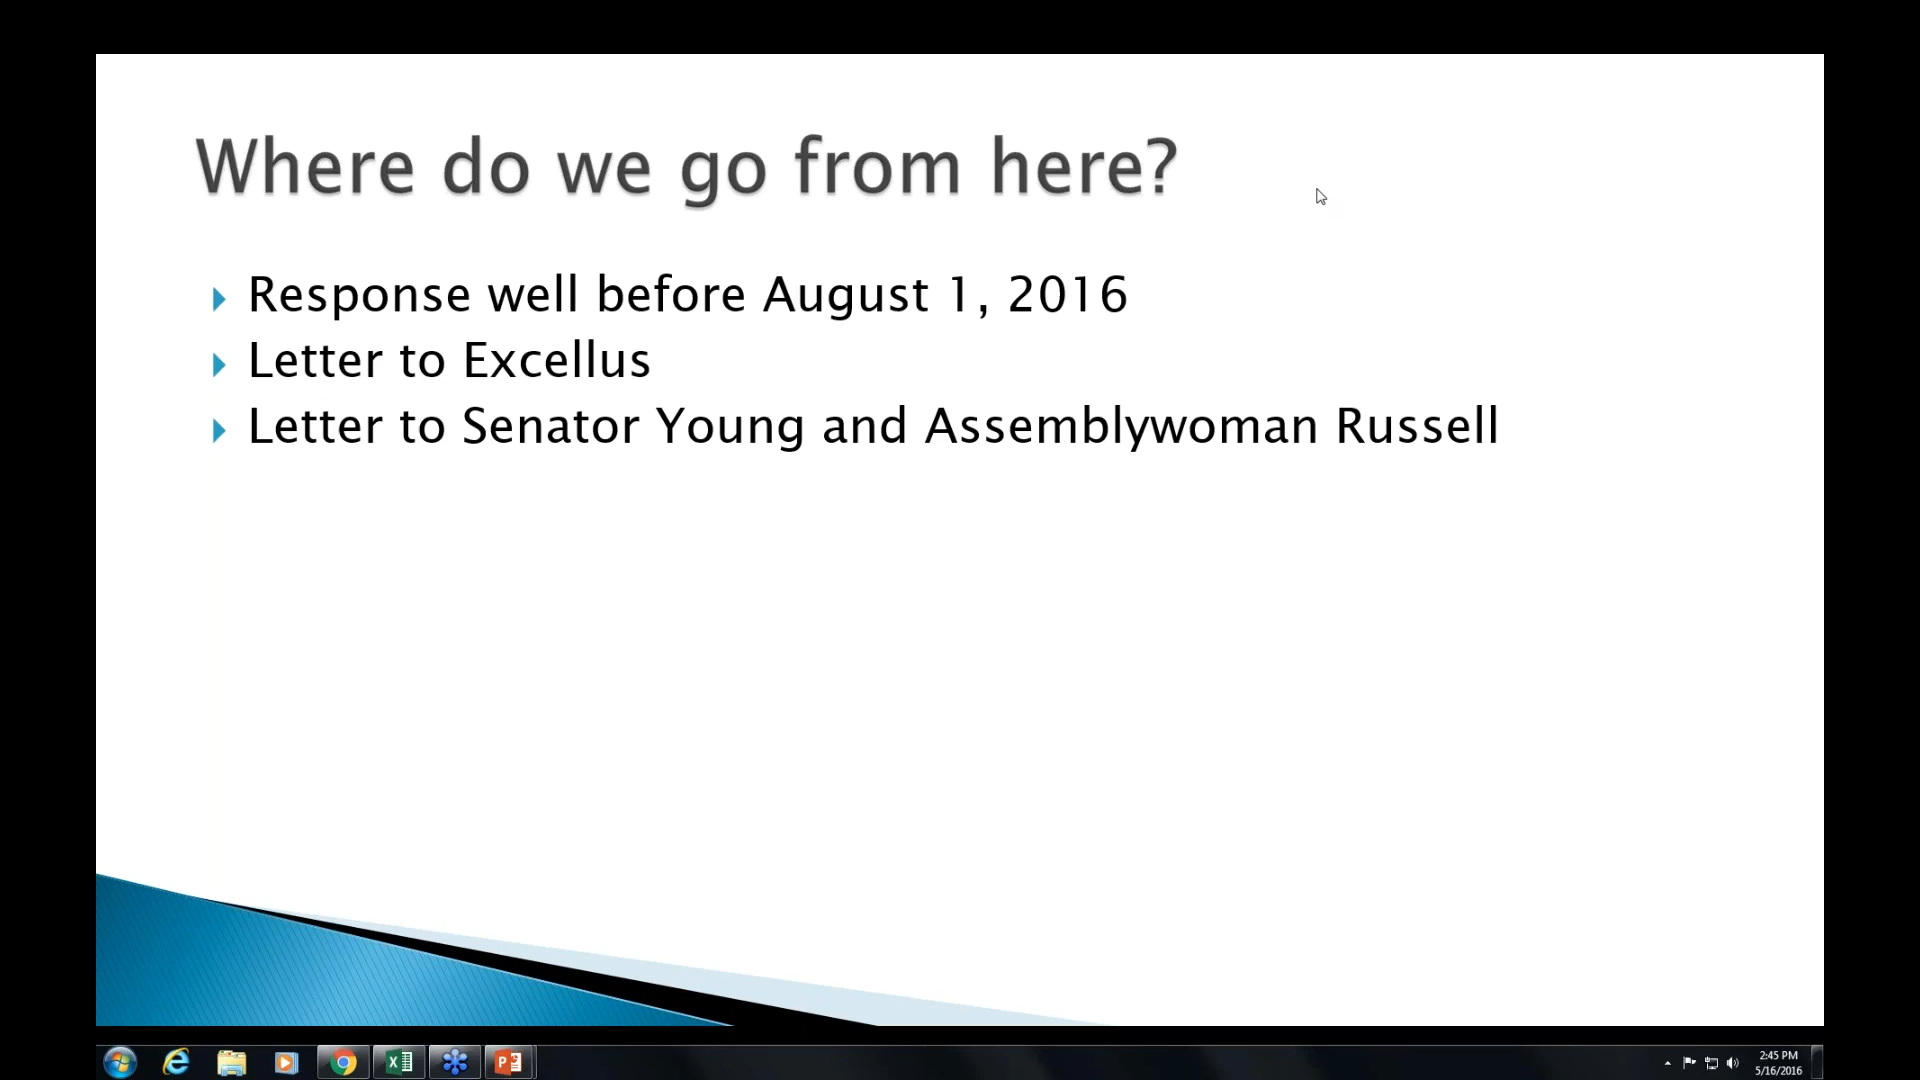 Where do we go from here?
Response well before August 1, 2016
Letter to Excellus
Letter to Senator Young and Assemblywoman Russell
2:45 PM
5/16/2016